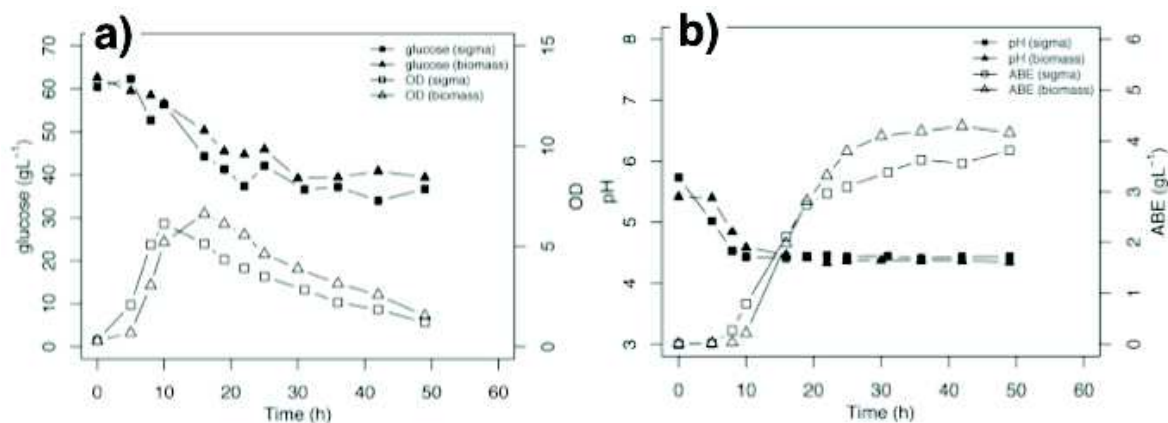 a)
glucose (sigma)
glucose (biomass)
OD (sigma)
OD (biomass)
70
60
50
40
30
20
10
0
glucose (gL⁻¹)
15
10
5
0
OD
0 10 20 30 40 50 60
Time (h)
b)
pH (sigma)
pH (biomass)
ABE (sigma)
ABE (biomass)
8
7
6
5
4
3
pH
6
5
4
3
2
1
0
ABE (gL⁻¹)
0 10 20 30 40 50 60
Time (h)